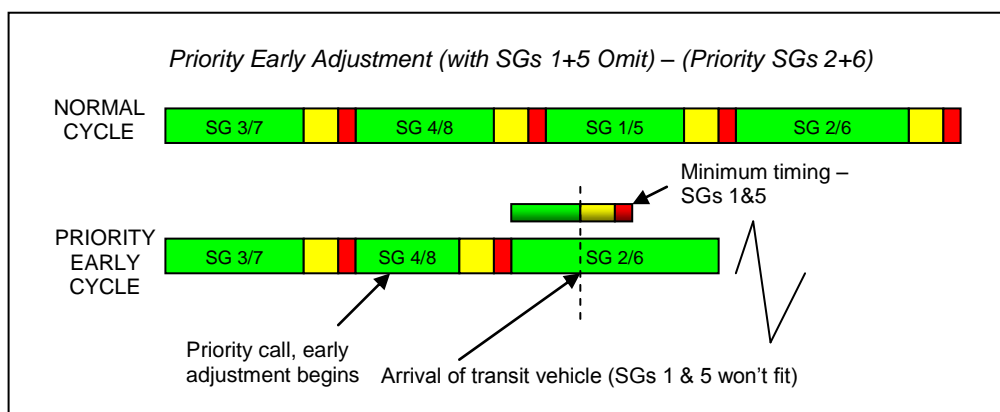 Priority Early Adjustment (with SGs 1+5 Omit) – (Priority SGs 2+6)
NORMAL
CYCLE
SG 3/7
SG 4/8
SG 1/5
SG 2/6
Minimum timing –
SGs 1&5
PRIORITY
EARLY
CYCLE
SG 3/7
SG 4/8
SG 2/6
Priority call, early
adjustment begins
Arrival of transit vehicle (SGs 1 & 5 won't fit)